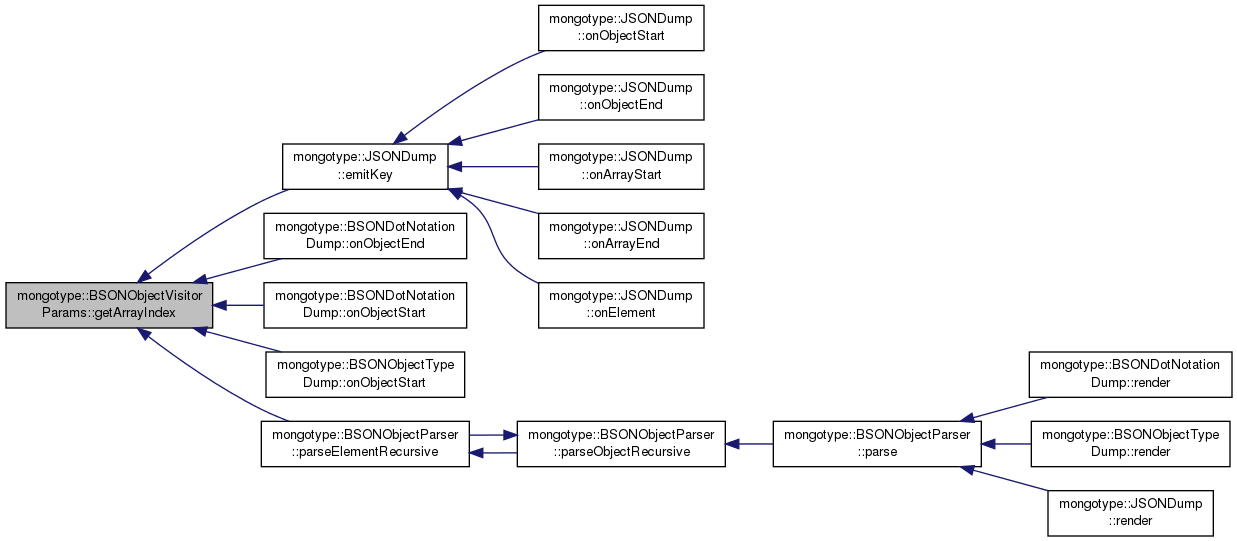 mongotype::JSONDump
::onObjectStart
mongotype::JSONDump
::onObjectEnd
mongotype::JSONDump
::emitKey
mongotype::JSONDump
::onArrayStart
mongotype::BSONDotNotation
Dump::onObjectEnd
mongotype::JSONDump
::onArrayEnd
mongotype::BSONObjectVisitor
Params::getArrayIndex
mongotype::BSONDotNotation
Dump::onObjectStart
mongotype::JSONDump
::onElement
mongotype::BSONObjectType
Dump::onObjectStart
mongotype::BSONDotNotation
Dump::render
mongotype::BSONObjectParser
::parseElementRecursive
mongotype::BSONObjectParser
::parseObjectRecursive
mongotype::BSONObjectParser
::parse
mongotype::BSONObjectType
Dump::render
mongotype::JSONDump
::render